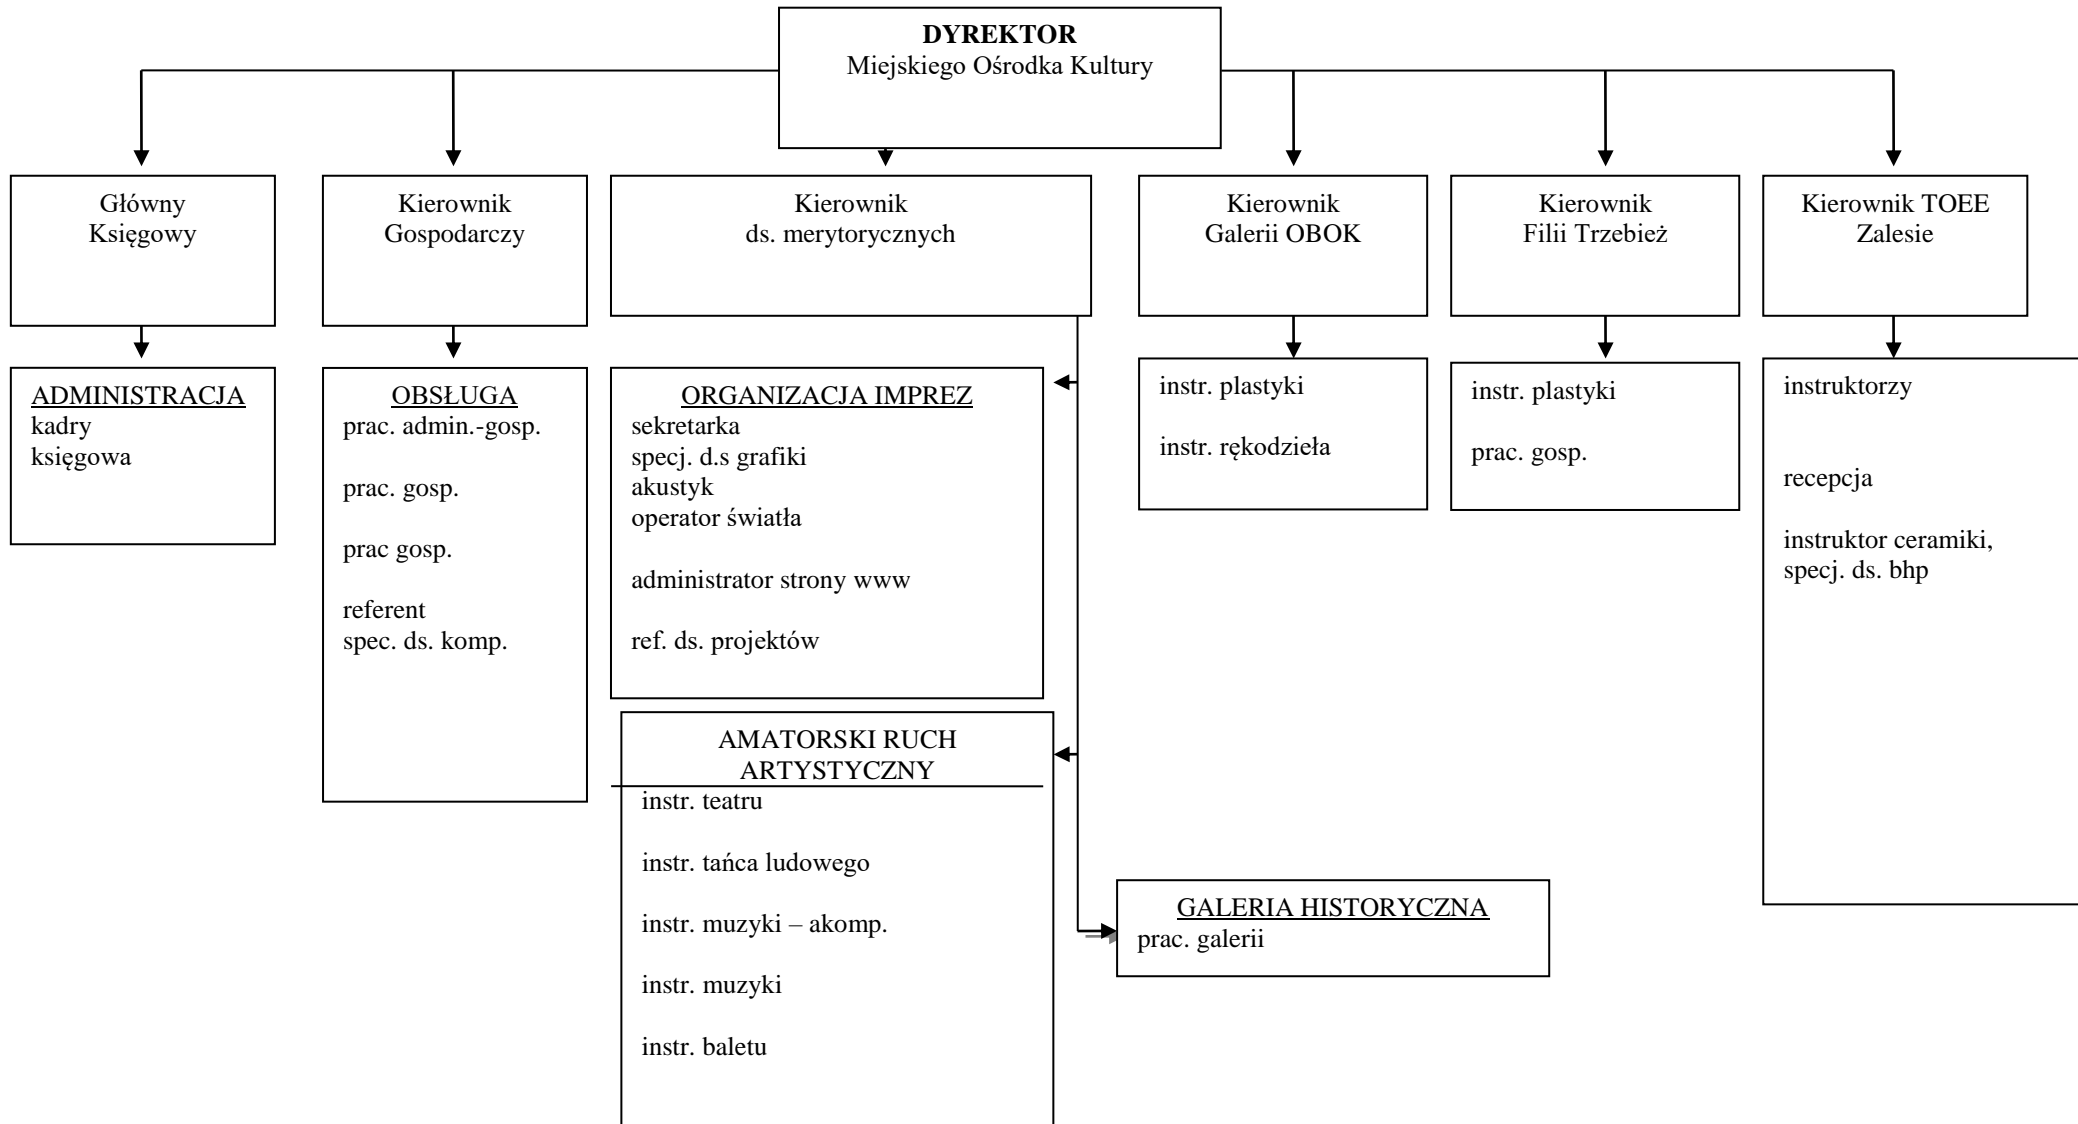 DYREKTOR
Miejskiego Ośrodka Kultury
Główny
Księgowy
Kierownik
Gospodarczy
Kierownik
ds. merytorycznych
Kierownik
Galerii OBOK
Kierownik
Filii Trzebież
Kierownik TOEE
Zalesie
ADMINISTRACJA
kadry
księgowa
OBSŁUGA
prac. admin.-gosp.
prac. gosp.
prac gosp.
referent
spec. ds. komp.
ORGANIZACJA IMPREZ
sekretarka
specj. d.s grafiki
akustyk
operator światła
administrator strony www
ref. ds. projektów
instr. plastyki
instr. rękodzieła
instr. plastyki
prac. gosp.
instruktorzy
recepcja
instruktor ceramiki,
specj. ds. bhp
AMATORSKI RUCH
ARTYSTYCZNY
instr. teatru
instr. tańca ludowego
instr. muzyki – akomp.
instr. muzyki
instr. baletu
GALERIA HISTORYCZNA
prac. galerii